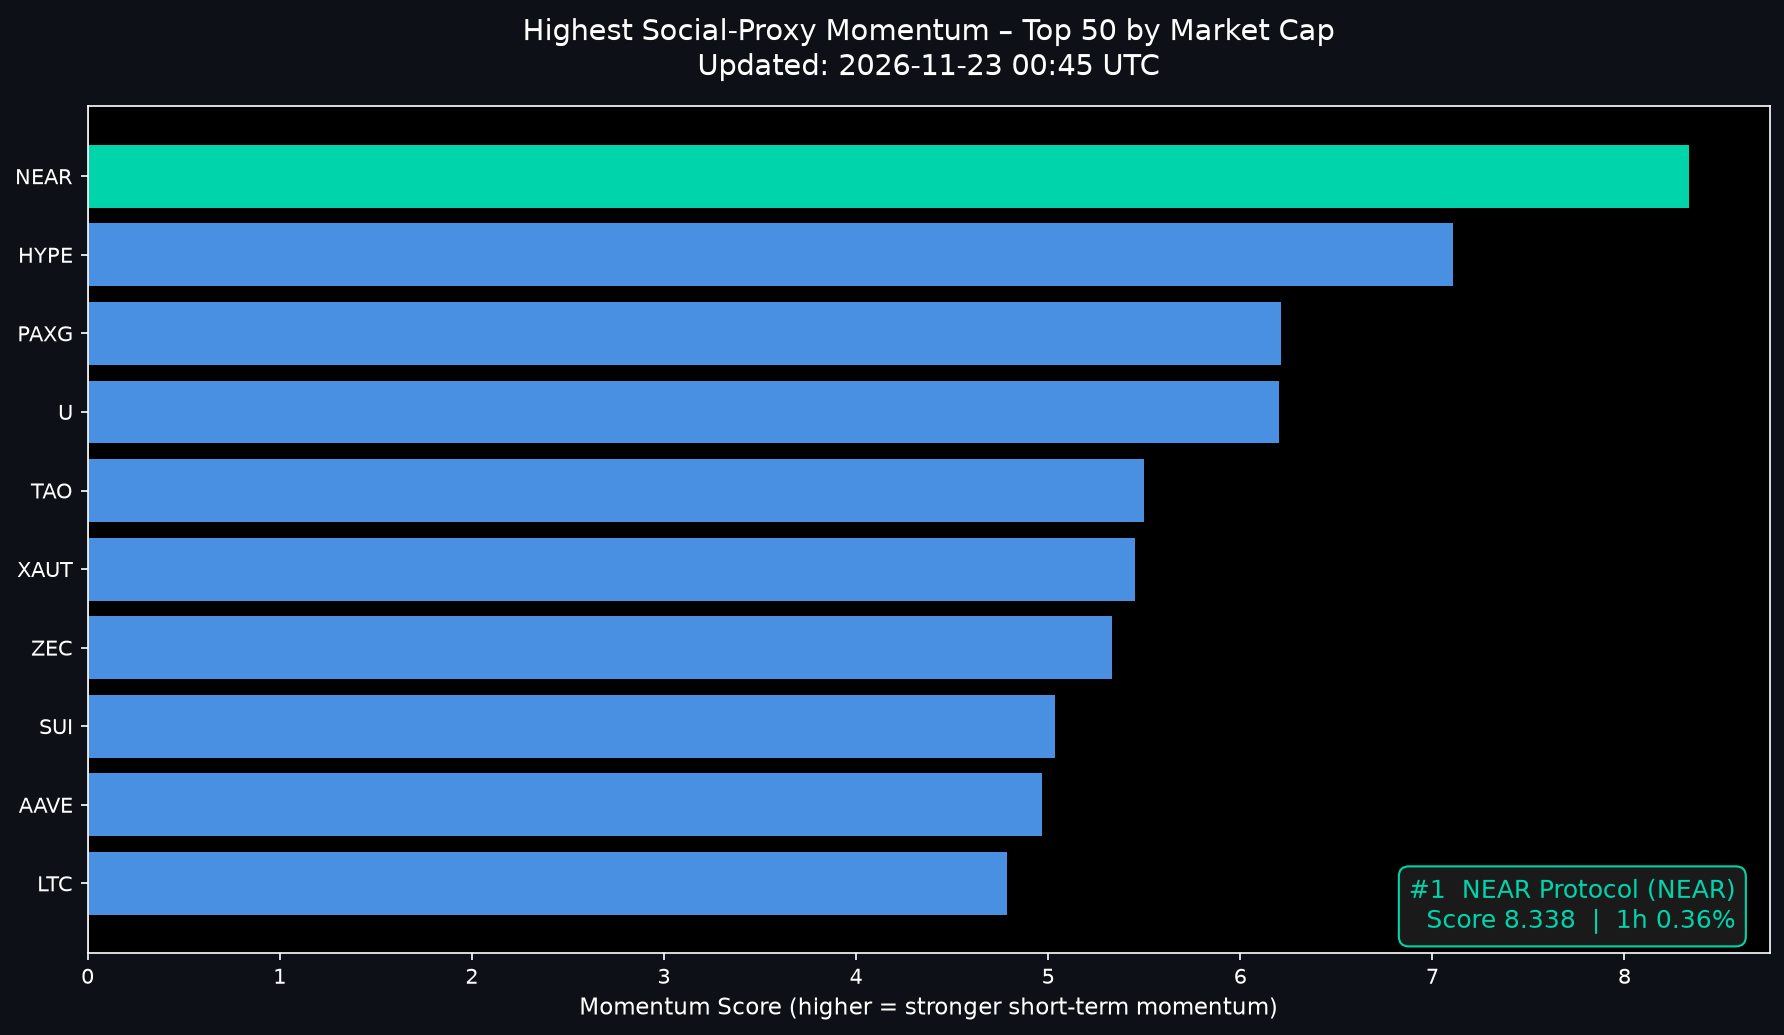 Highest Social-Proxy Momentum – Top 50 by Market Cap
Updated: 2026-11-23 00:45 UTC
NEAR
HYPE
PAXG
U
TAO
XAUT
ZEC
SUI
AAVE
LTC
#1 NEAR Protocol (NEAR)
Score 8.338 | 1h 0.36%
0 1 2 3 4 5 6 7 8
Momentum Score (higher = stronger short-term momentum)